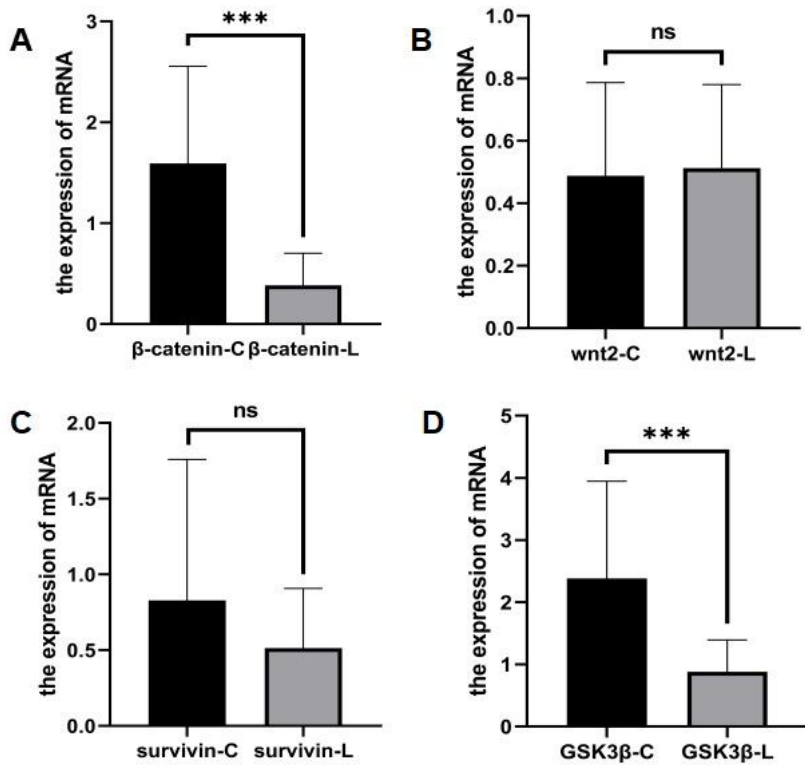 A
the expression of mRNA
3
2
1
0
***
β-catenin-C β-catenin-L
B
the expression of mRNA
1.0
0.8
0.6
0.4
0.2
0.0
ns
wnt2-C wnt2-L
C
the expression of mRNA
2.0
1.5
1.0
0.5
0.0
ns
survivin-C survivin-L
D
the expression of mRNA
5
4
3
2
1
0
***
GSK3β-C GSK3β-L